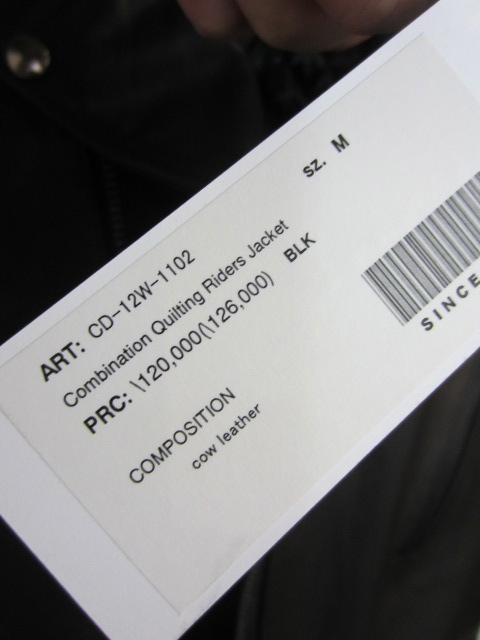 sz. M
ART: CD-12W-1102
Combination Quilting Riders Jacket BLK
PRC: \120,000(\126,000)
COMPOSITION
cow leather
SINCE